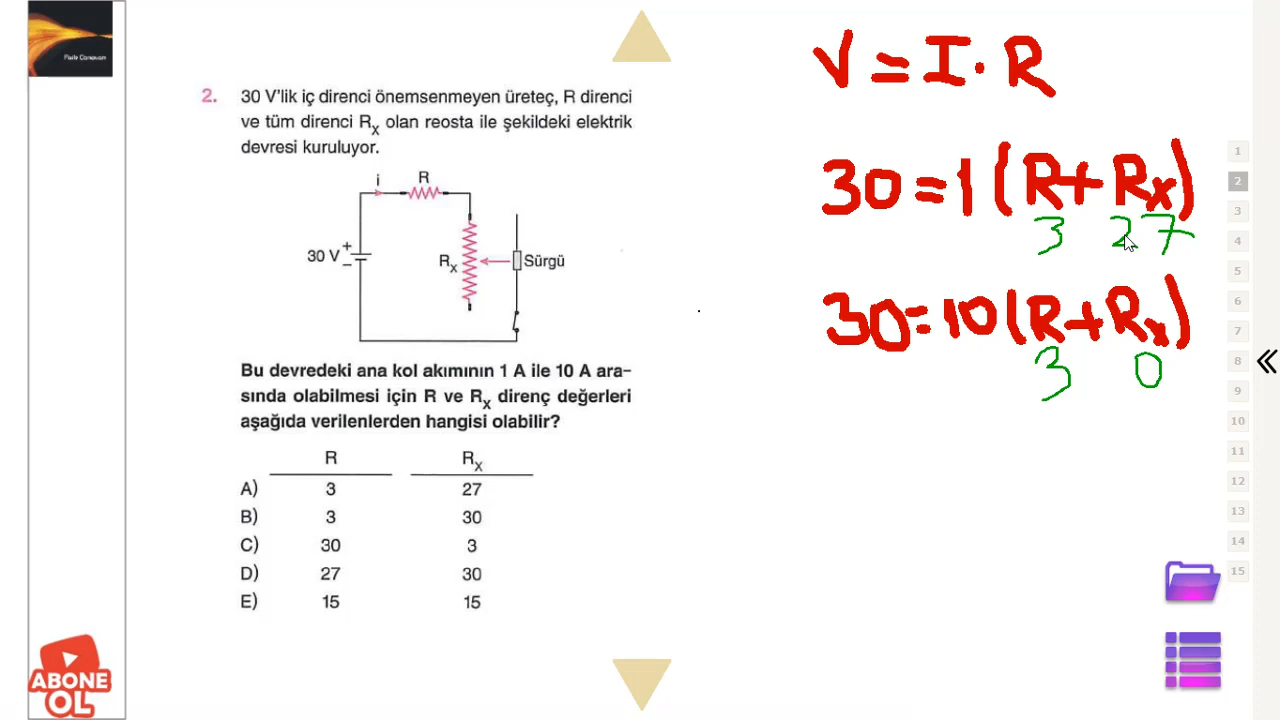 2. 30 V'lik iç direnci önemsenmeyen üreteç, R direnci
ve tüm direnci Rx olan reosta ile şekildeki elektrik
devresi kuruluyor.
i
R
30 V
+
−
Rx
Sürgü
Bu devredeki ana kol akımının 1 A ile 10 A ara-
sında olabilmesi için R ve Rx direnç değerleri
aşağıda verilenlerden hangisi olabilir?
R Rx
A) 3 27
B) 3 30
C) 30 3
D) 27 30
E) 15 15
V = I · R
30 = 1 (R + Rx)
3 27
30 = 10 (R + Rx)
3 0
1
2
3
4
5
6
7
8
9
10
11
12
13
14
15
ABONE
OL